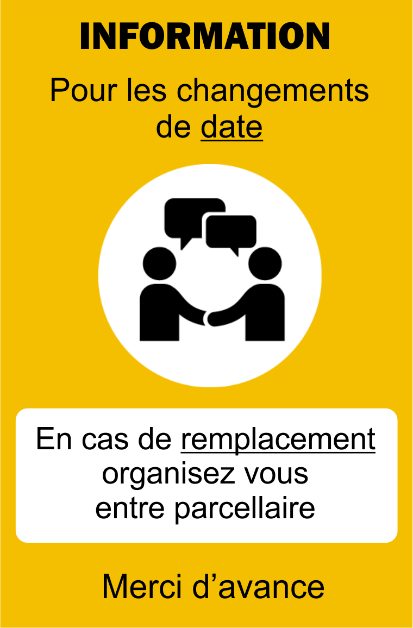 INFORMATION
Pour les changements
de date
En cas de remplacement
organisez vous
entre parcellaire
Merci d’avance